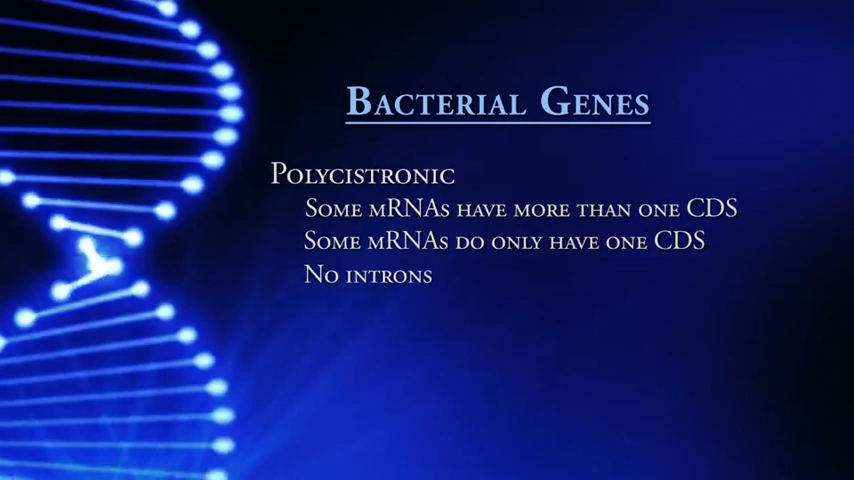 Bacterial Genes
Polycistronic
Some mRNAs have more than one CDS
Some mRNAs do only have one CDS
No introns